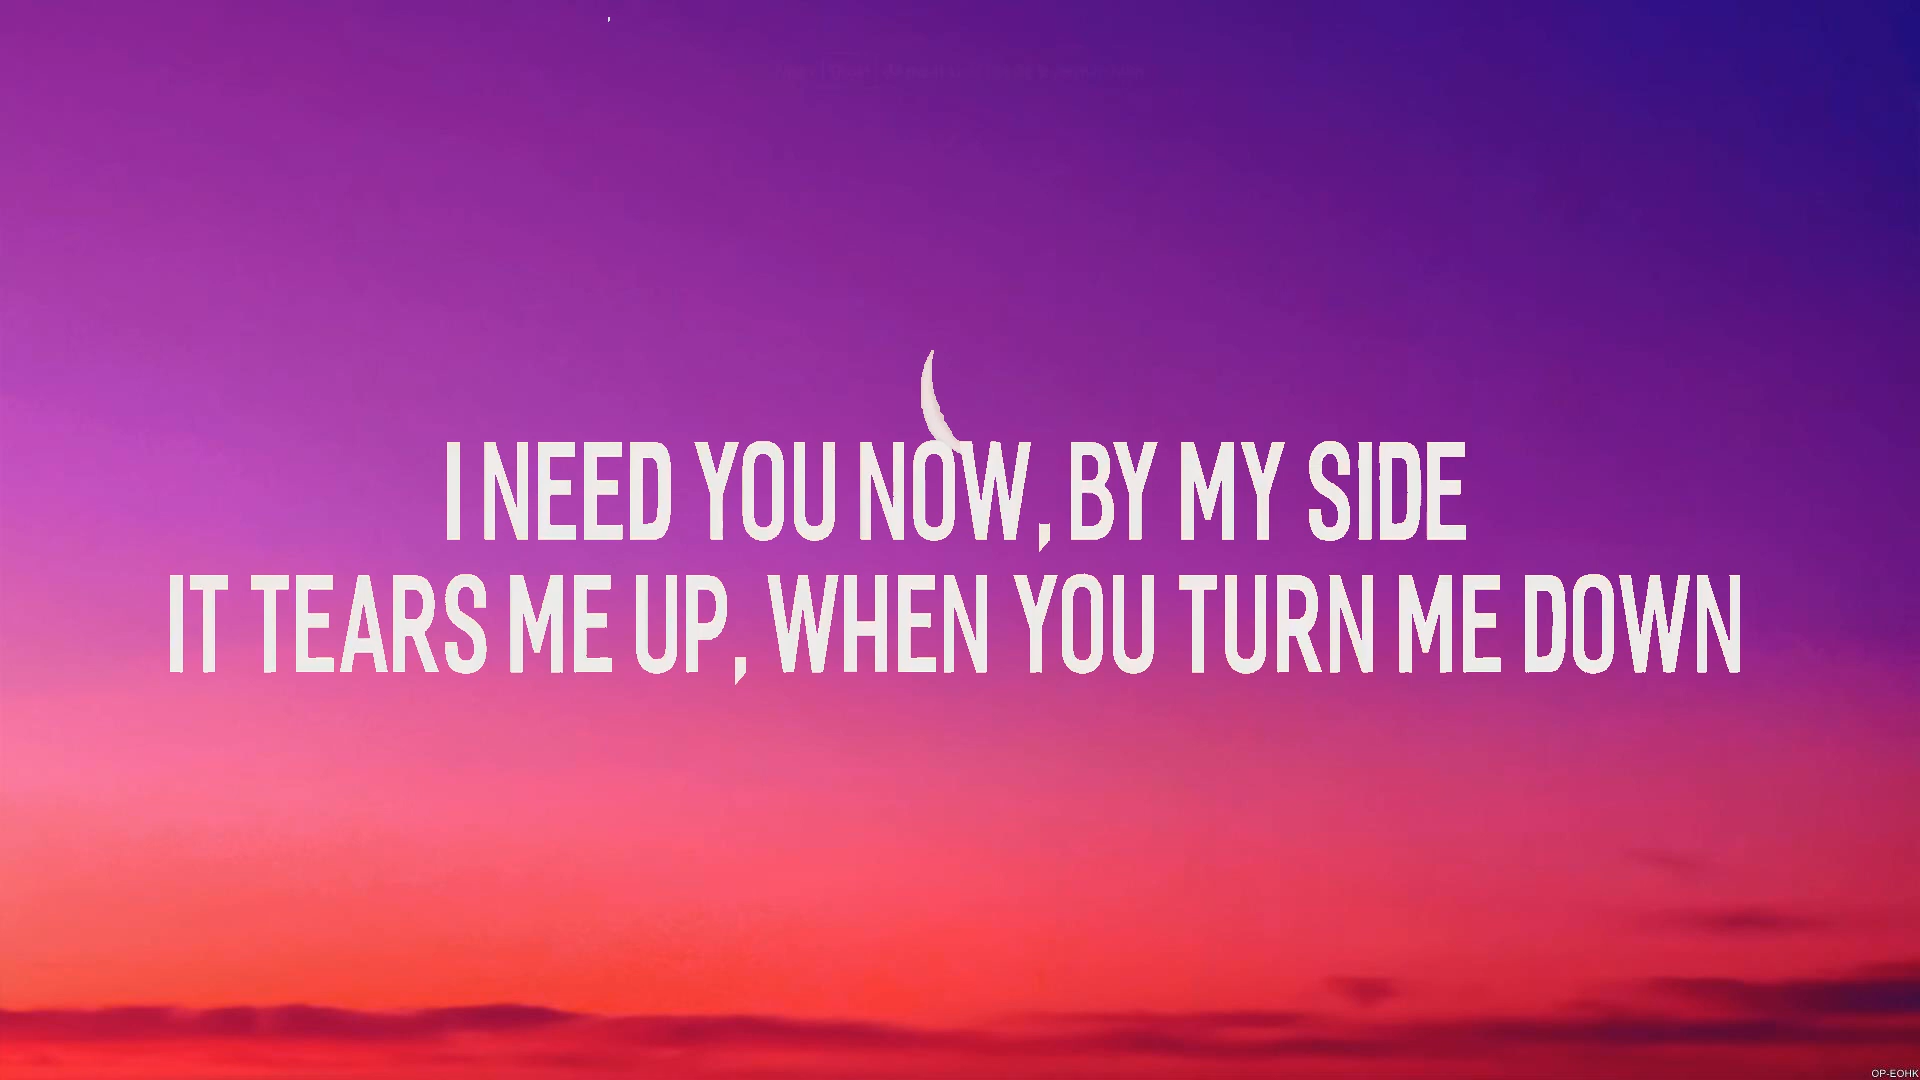 I NEED YOU NOW, BY MY SIDE
IT TEARS ME UP, WHEN YOU TURN ME DOWN
OP-EOHK